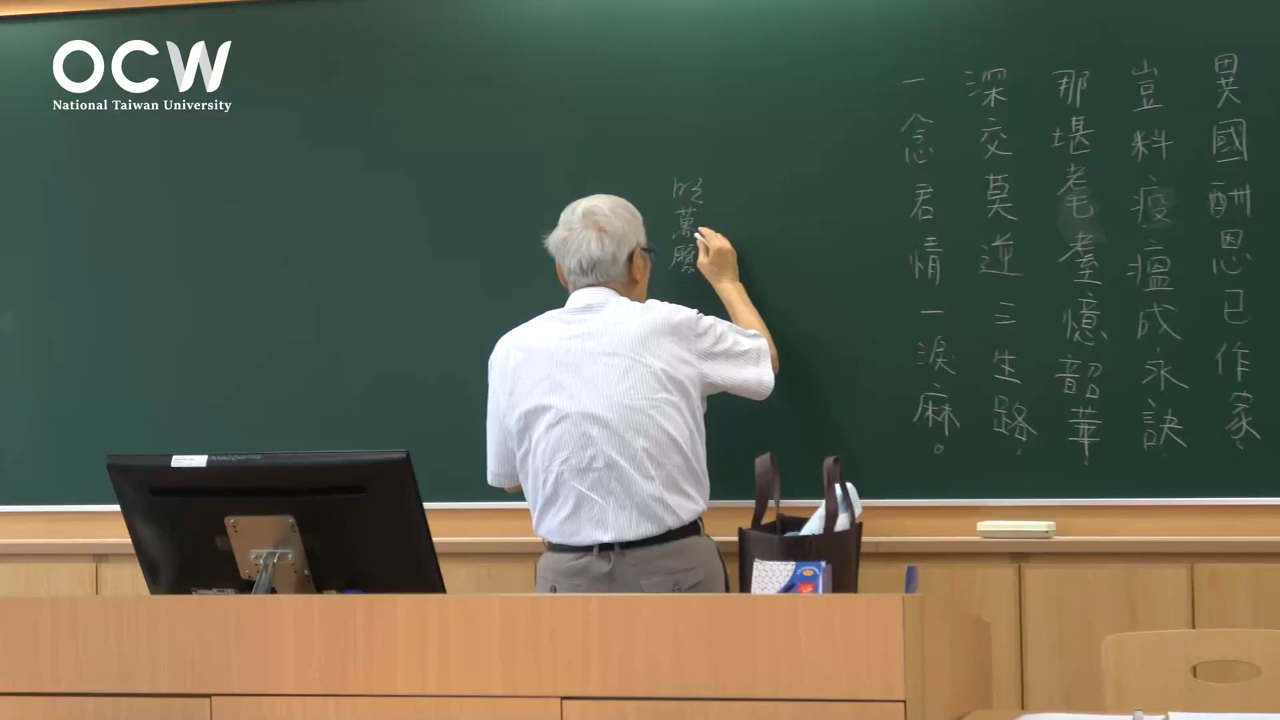 OCW
National Taiwan University
異國酬恩已作家，
豈料疫瘟成永訣．
那堪耄耋憶韶華．
深交莫逆三生路．
一念君情一淚麻。
明萬曆